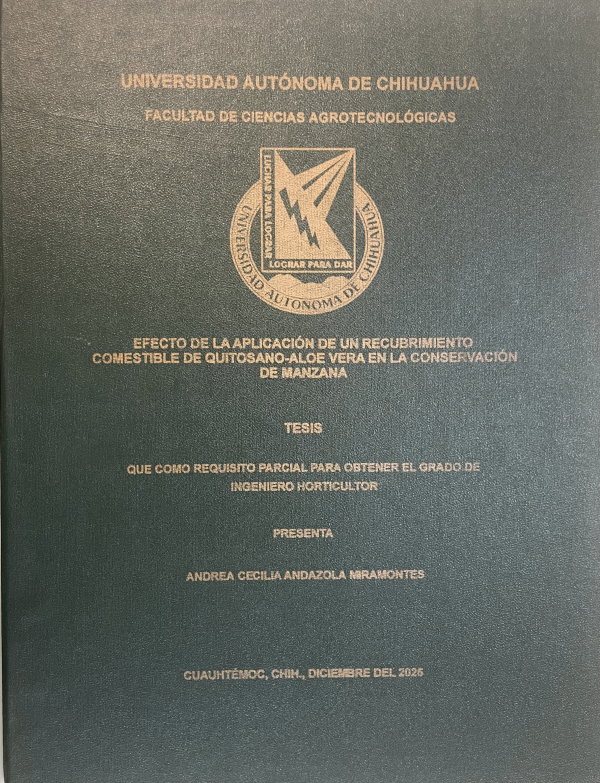 UNIVERSIDAD AUTÓNOMA DE CHIHUAHUA
FACULTAD DE CIENCIAS AGROTECNOLÓGICAS
LUCHAR PARA LOGRAR
LOGRAR PARA DAR
UNIVERSIDAD AUTONOMA DE CHIHUAHUA
EFECTO DE LA APLICACIÓN DE UN RECUBRIMIENTO
COMESTIBLE DE QUITOSANO-ALOE VERA EN LA CONSERVACIÓN
DE MANZANA
TESIS
QUE COMO REQUISITO PARCIAL PARA OBTENER EL GRADO DE
INGENIERO HORTICULTOR
PRESENTA
ANDREA CECILIA ANDAZOLA MIRAMONTES
CUAUHTÉMOC, CHIH., DICIEMBRE DEL 2025